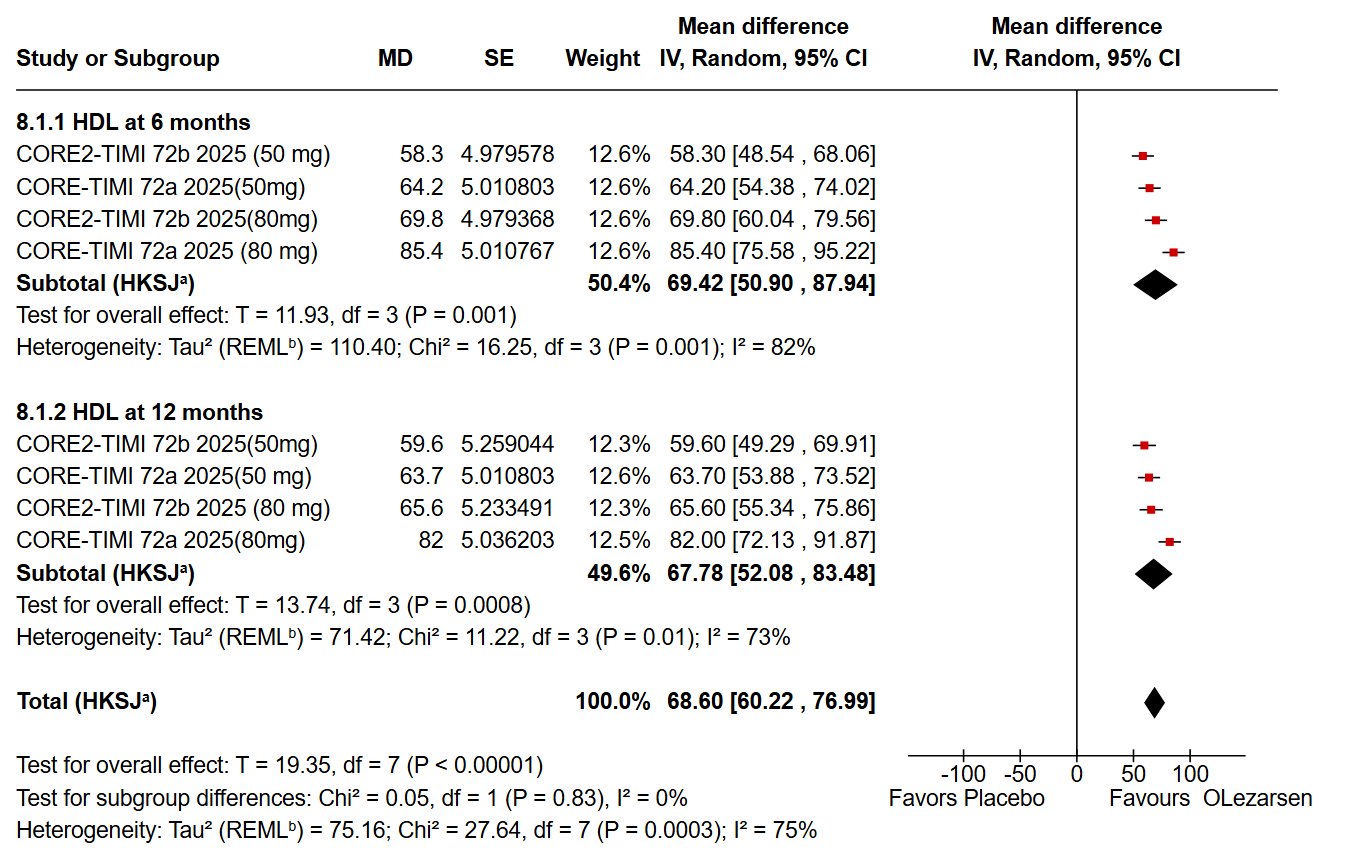 Mean difference Mean difference
Study or Subgroup MD SE Weight IV, Random, 95% CI IV, Random, 95% CI
8.1.1 HDL at 6 months
CORE2-TIMI 72b 2025 (50 mg) 58.3 4.979578 12.6% 58.30 [48.54 , 68.06]
CORE-TIMI 72a 2025(50mg) 64.2 5.010803 12.6% 64.20 [54.38 , 74.02]
CORE2-TIMI 72b 2025(80mg) 69.8 4.979368 12.6% 69.80 [60.04 , 79.56]
CORE-TIMI 72a 2025 (80 mg) 85.4 5.010767 12.6% 85.40 [75.58 , 95.22]
Subtotal (HKSJᵃ) 50.4% 69.42 [50.90 , 87.94]
Test for overall effect: T = 11.93, df = 3 (P = 0.001)
Heterogeneity: Tau² (REMLᵇ) = 110.40; Chi² = 16.25, df = 3 (P = 0.001); I² = 82%
8.1.2 HDL at 12 months
CORE2-TIMI 72b 2025(50mg) 59.6 5.259044 12.3% 59.60 [49.29 , 69.91]
CORE-TIMI 72a 2025(50 mg) 63.7 5.010803 12.6% 63.70 [53.88 , 73.52]
CORE2-TIMI 72b 2025 (80 mg) 65.6 5.233491 12.3% 65.60 [55.34 , 75.86]
CORE-TIMI 72a 2025(80mg) 82 5.036203 12.5% 82.00 [72.13 , 91.87]
Subtotal (HKSJᵃ) 49.6% 67.78 [52.08 , 83.48]
Test for overall effect: T = 13.74, df = 3 (P = 0.0008)
Heterogeneity: Tau² (REMLᵇ) = 71.42; Chi² = 11.22, df = 3 (P = 0.01); I² = 73%
Total (HKSJᵃ) 100.0% 68.60 [60.22 , 76.99]
Test for overall effect: T = 19.35, df = 7 (P < 0.00001)
Test for subgroup differences: Chi² = 0.05, df = 1 (P = 0.83), I² = 0%
Heterogeneity: Tau² (REMLᵇ) = 75.16; Chi² = 27.64, df = 7 (P = 0.0003); I² = 75%
-100 -50 0 50 100
Favors Placebo Favours OLezarsen